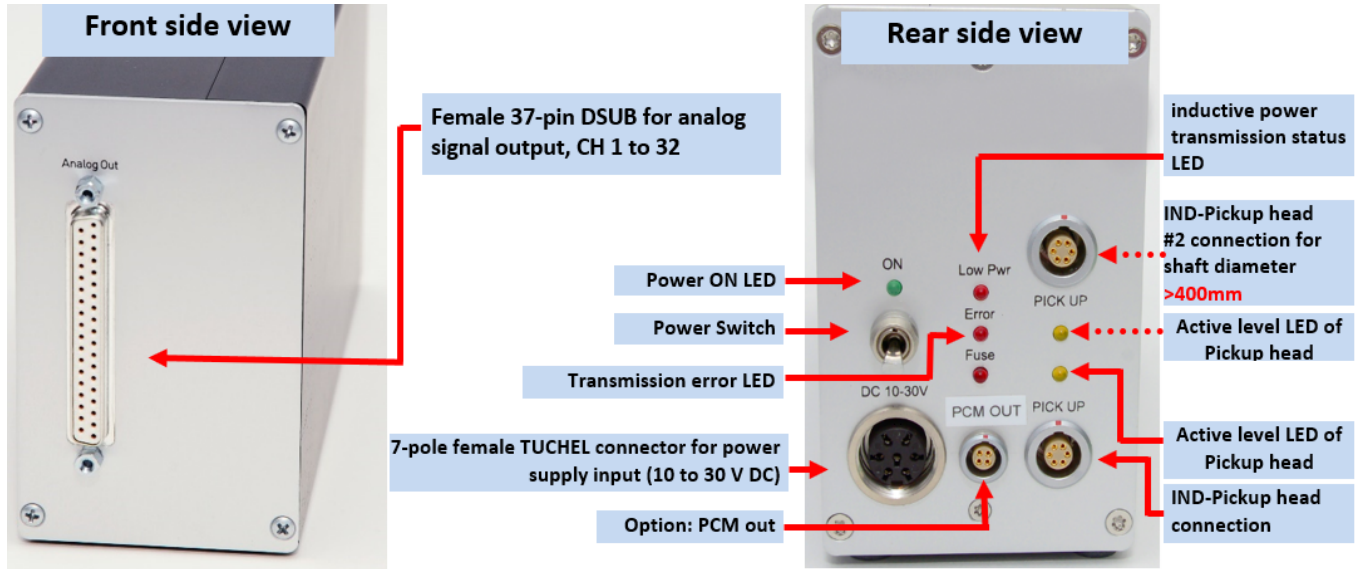 Front side view
Analog Out
Female 37-pin DSUB for analog
signal output, CH 1 to 32
Rear side view
inductive power
transmission status
LED
IND-Pickup head
#2 connection for
shaft diameter
>400mm
Active level LED of
Pickup head
Active level LED of
Pickup head
IND-Pickup head
connection
Power ON LED
Power Switch
Transmission error LED
7-pole female TUCHEL connector for power
supply input (10 to 30 V DC)
Option: PCM out
ON
Low Pwr
Error
Fuse
PICK UP
DC 10-30V
PCM OUT
PICK UP